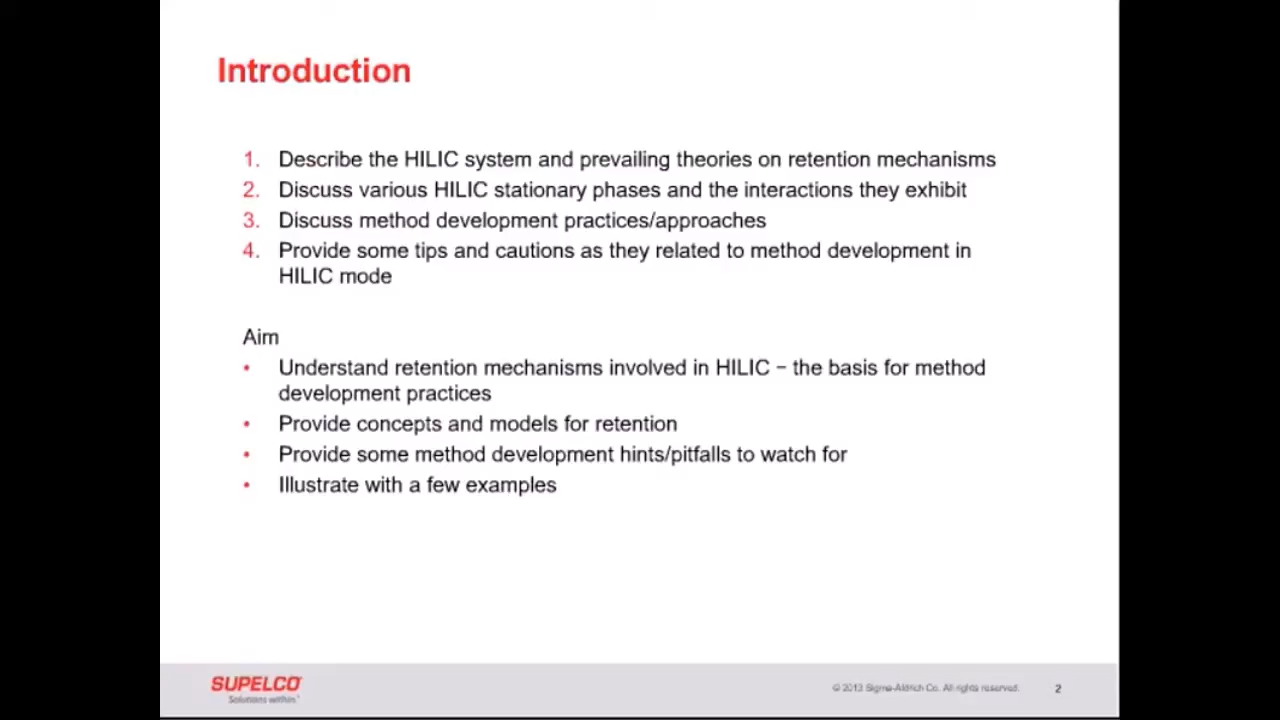 Introduction
1. Describe the HILIC system and prevailing theories on retention mechanisms
2. Discuss various HILIC stationary phases and the interactions they exhibit
3. Discuss method development practices/approaches
4. Provide some tips and cautions as they related to method development in
HILIC mode
Aim
• Understand retention mechanisms involved in HILIC − the basis for method
development practices
• Provide concepts and models for retention
• Provide some method development hints/pitfalls to watch for
• Illustrate with a few examples
SUPELCO
Solutions within.™
© 2013 Sigma-Aldrich Co. All rights reserved.
2